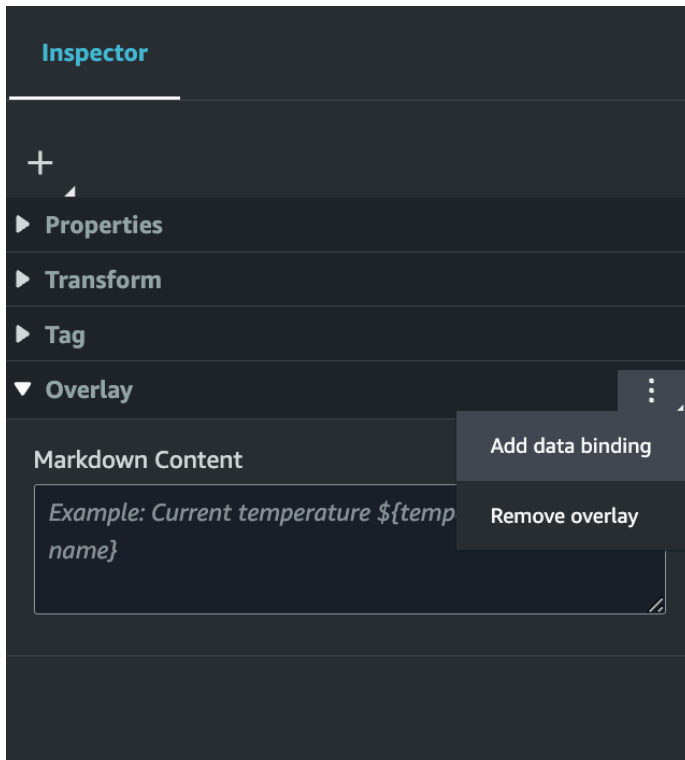 Inspector
Properties
Transform
Tag
Overlay
Add data binding
Markdown Content
Example: Current temperature ${temp
Remove overlay
name}